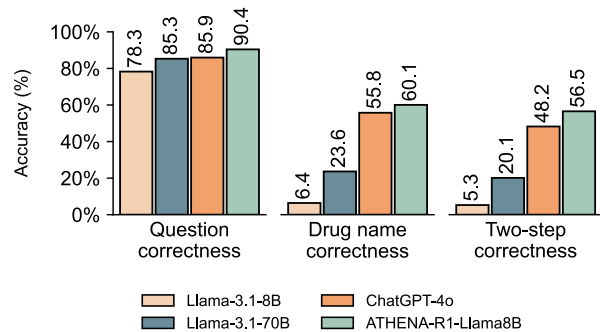 Accuracy (%)
100%
80%
60%
40%
20%
0%
78.3
85.3
85.9
90.4
6.4
23.6
55.8
60.1
5.3
20.1
48.2
56.5
Question
correctness
Drug name
correctness
Two-step
correctness
Llama-3.1-8B
Llama-3.1-70B
ChatGPT-4o
ATHENA-R1-Llama8B